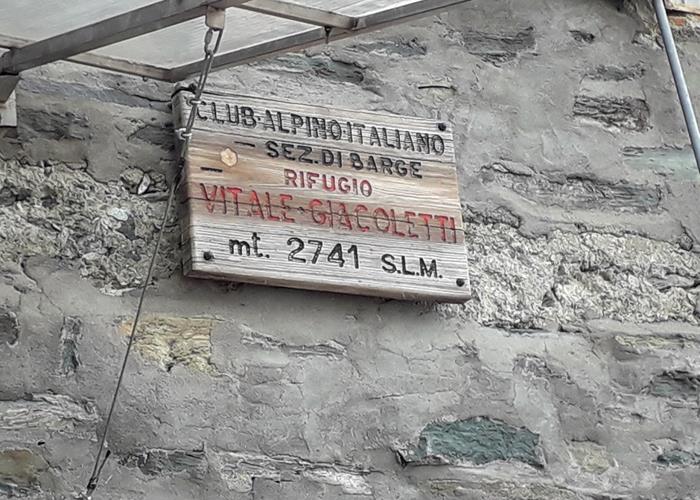 CLUB·ALPINO·ITALIANO
– SEZ.DI BARGE –
RIFUGIO
VITALE·GIACOLETTI
mt. 2741 S.L.M.